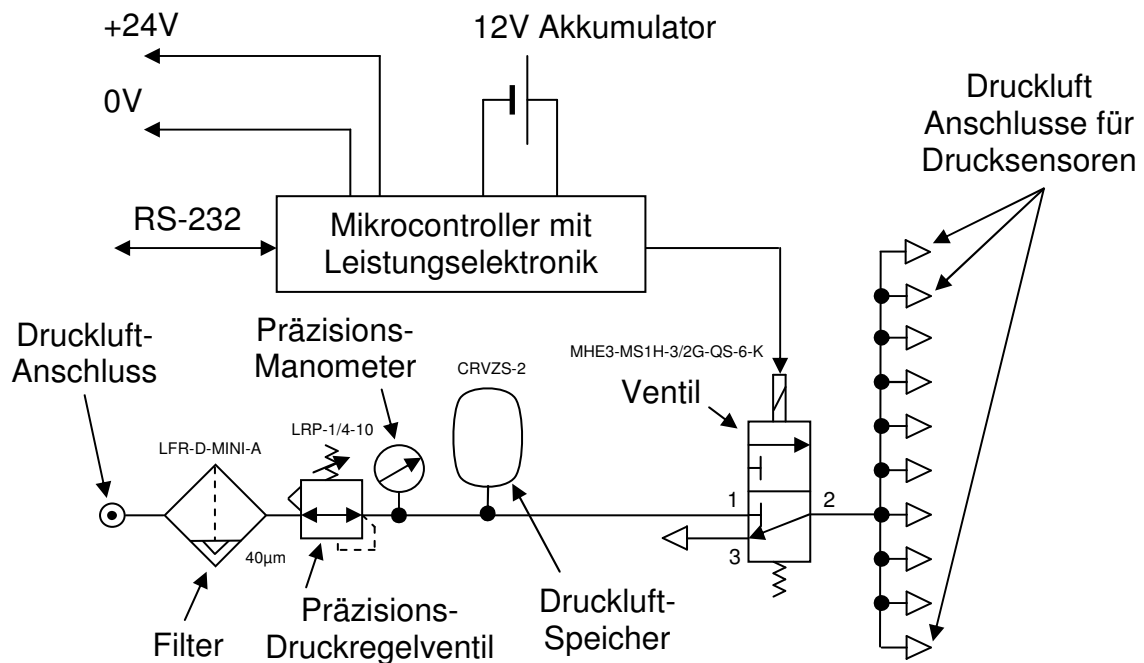 +24V
12V Akkumulator
0V
Druckluft
Anschlusse für
Drucksensoren
RS-232
Mikrocontroller mit
Leistungselektronik
Druckluft-
Anschluss
Präzisions-
Manometer
CRVZS-2
MHE3-MS1H-3/2G-QS-6-K
Ventil
LFR-D-MINI-A
LRP-1/4-10
1
2
3
40µm
Filter
Präzisions-
Druckregelventil
Druckluft-
Speicher